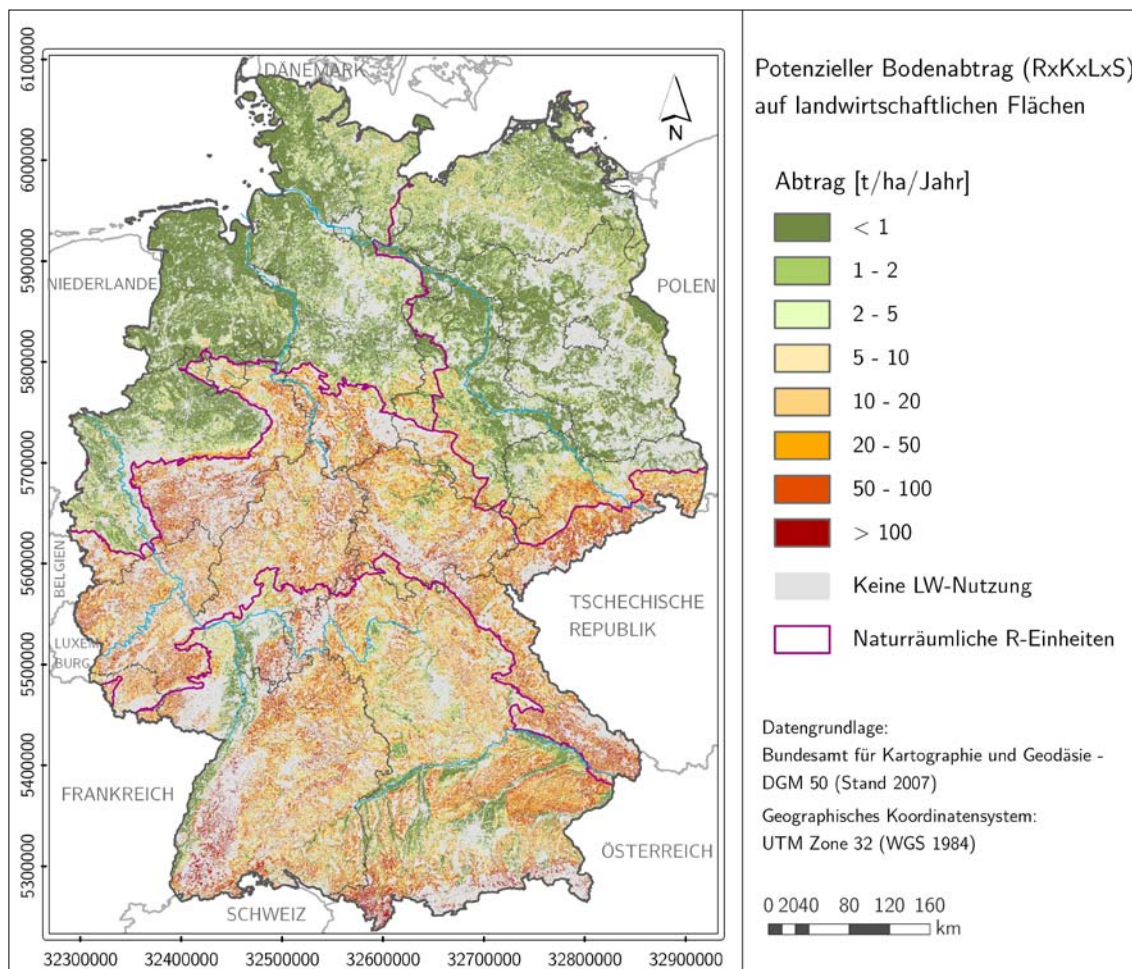 DÄNEMARK
N
NIEDERLANDE
POLEN
BELGIEN
LUXEM
BURG
TSCHECHISCHE
REPUBLIK
FRANKREICH
ÖSTERREICH
SCHWEIZ
6100000
6000000
5900000
5800000
5700000
5600000
5500000
5400000
5300000
32300000 32400000 32500000 32600000 32700000 32800000 32900000
Potenzieller Bodenabtrag (RxKxLxS)
auf landwirtschaftlichen Flächen
Abtrag [t/ha/Jahr]
< 1
1 - 2
2 - 5
5 - 10
10 - 20
20 - 50
50 - 100
> 100
Keine LW-Nutzung
Naturräumliche R-Einheiten
Datengrundlage:
Bundesamt für Kartographie und Geodäsie -
DGM 50 (Stand 2007)
Geographisches Koordinatensystem:
UTM Zone 32 (WGS 1984)
0 2040 80 120 160
km